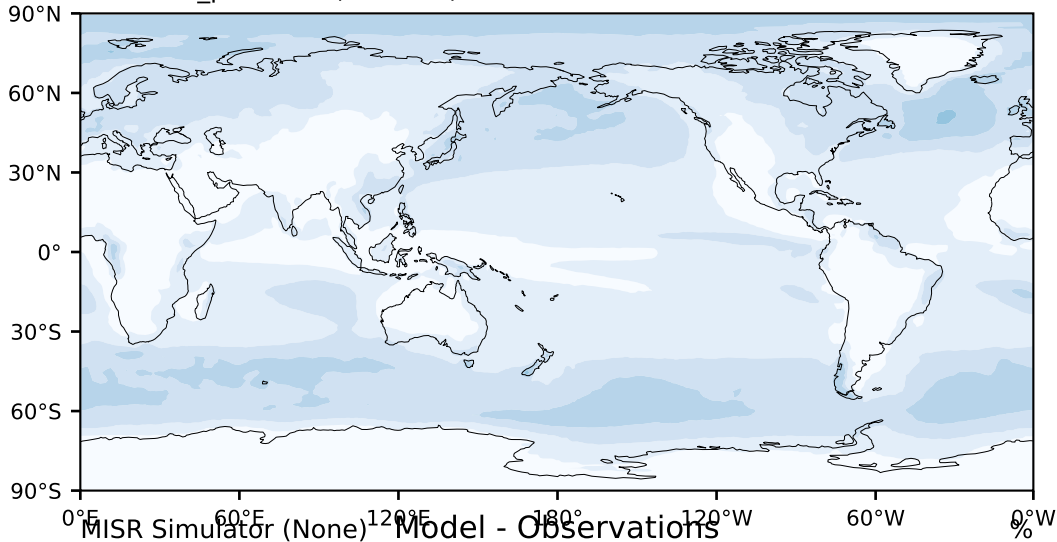 90°N
60°N
30°N
0°
30°S
60°S
90°S
0°E 60°E 120°E 180°W 120°W 60°W 0°W
MISR Simulator (None) Model - Observations %